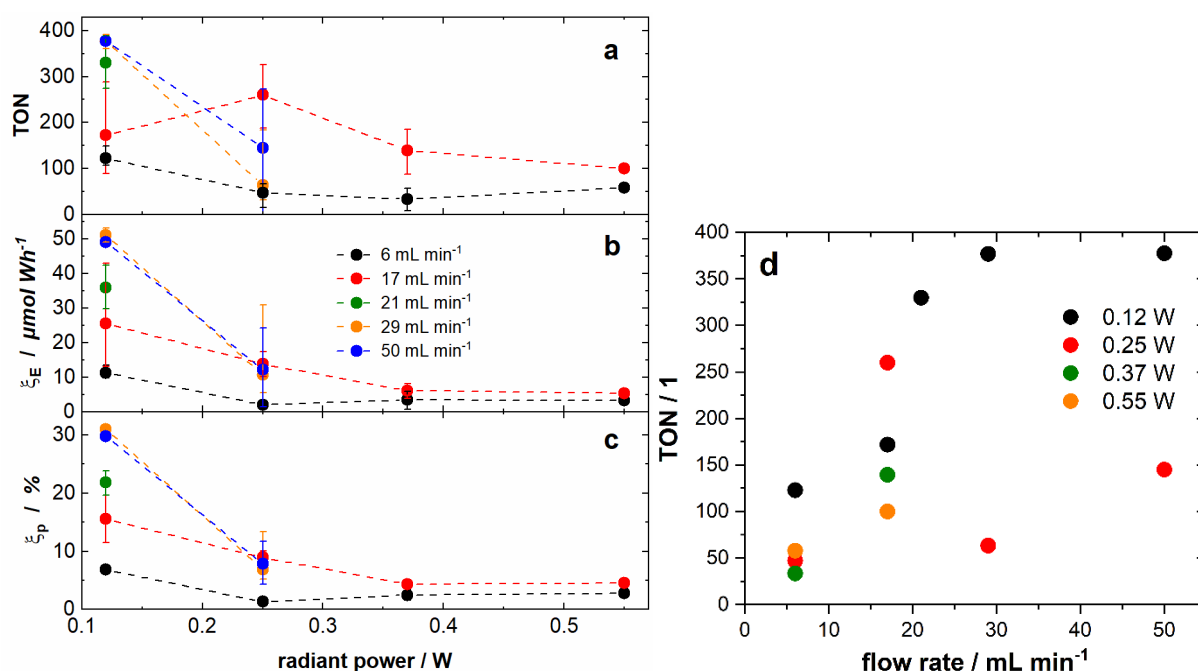 400
300
200
100
0
TON
a
50
40
30
20
10
0
ξE / µmol Wh⁻¹
b
6 mL min⁻¹
17 mL min⁻¹
21 mL min⁻¹
29 mL min⁻¹
50 mL min⁻¹
30
20
10
0
ξp / %
c
0.1 0.2 0.3 0.4 0.5
radiant power / W
400
350
300
250
200
150
100
50
0
TON / 1
d
0.12 W
0.25 W
0.37 W
0.55 W
0 10 20 30 40 50
flow rate / mL min⁻¹